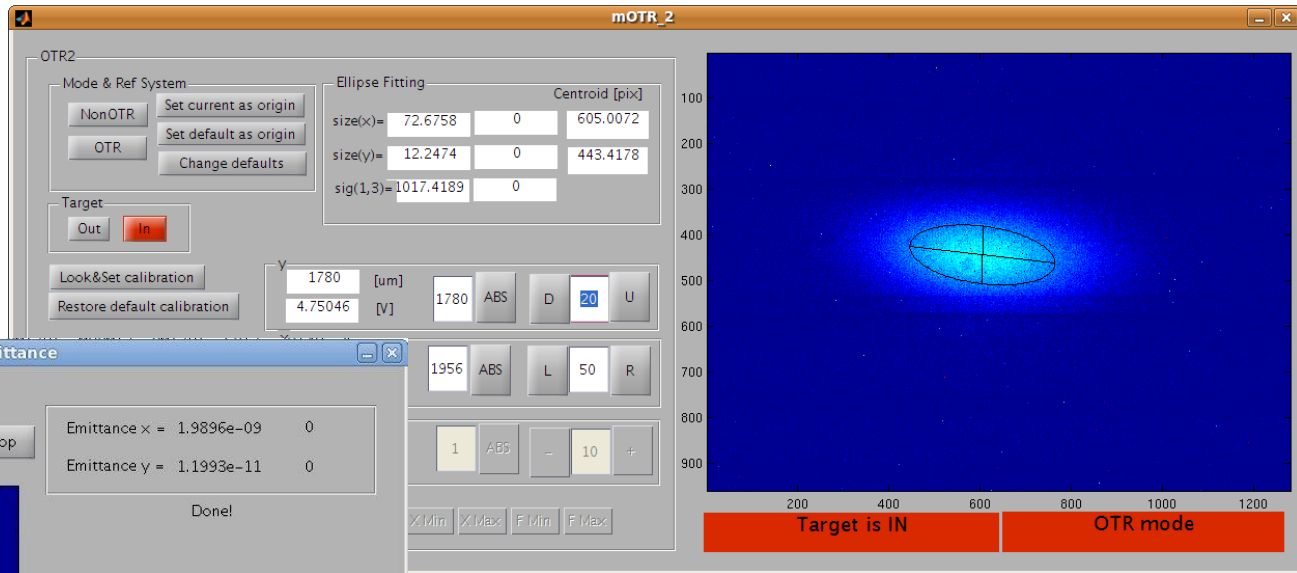 mOTR_2
OTR2
Mode & Ref System
NonOTR
Set current as origin
OTR
Set default as origin
Change defaults
Ellipse Fitting
Centroid [pix]
size(x)= 72.6758 0 605.0072
size(y)= 12.2474 0 443.4178
sig(1,3)= 1017.4189 0
Target
Out In
Look&Set calibration
Restore default calibration
y
1780 [um]
4.75046 [V]
1780 ABS D 20 U
1956 ABS L 50 R
1 ABS - 10 +
X Min X Max F Min F Max
ittance
op
Emittance x = 1.9896e-09 0
Emittance y = 1.1993e-11 0
Done!
100
200
300
400
500
600
700
800
900
200 400 600 800 1000 1200
Target is IN
OTR mode